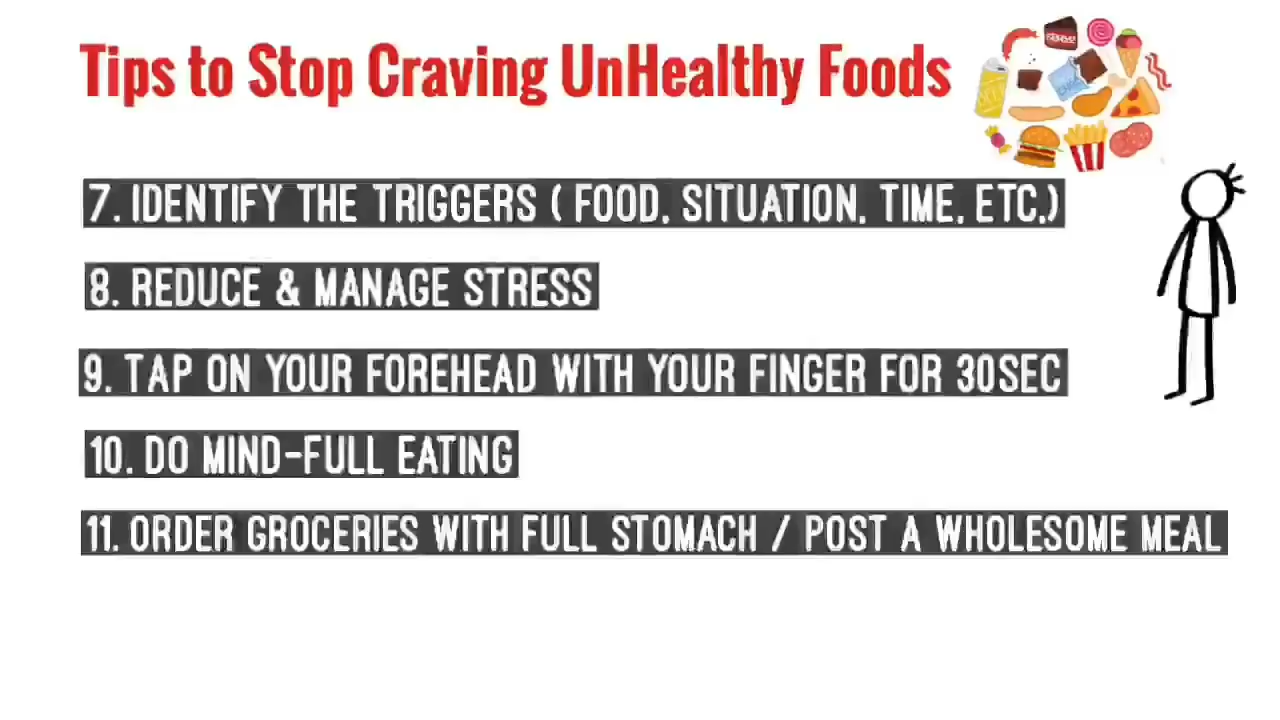 Tips to Stop Craving UnHealthy Foods
7. IDENTIFY THE TRIGGERS ( FOOD, SITUATION, TIME, ETC,)
8. REDUCE & MANAGE STRESS
9. TAP ON YOUR FOREHEAD WITH YOUR FINGER FOR 30SEC
10. DO MIND-FULL EATING
11. ORDER GROCERIES WITH FULL STOMACH / POST A WHOLESOME MEAL